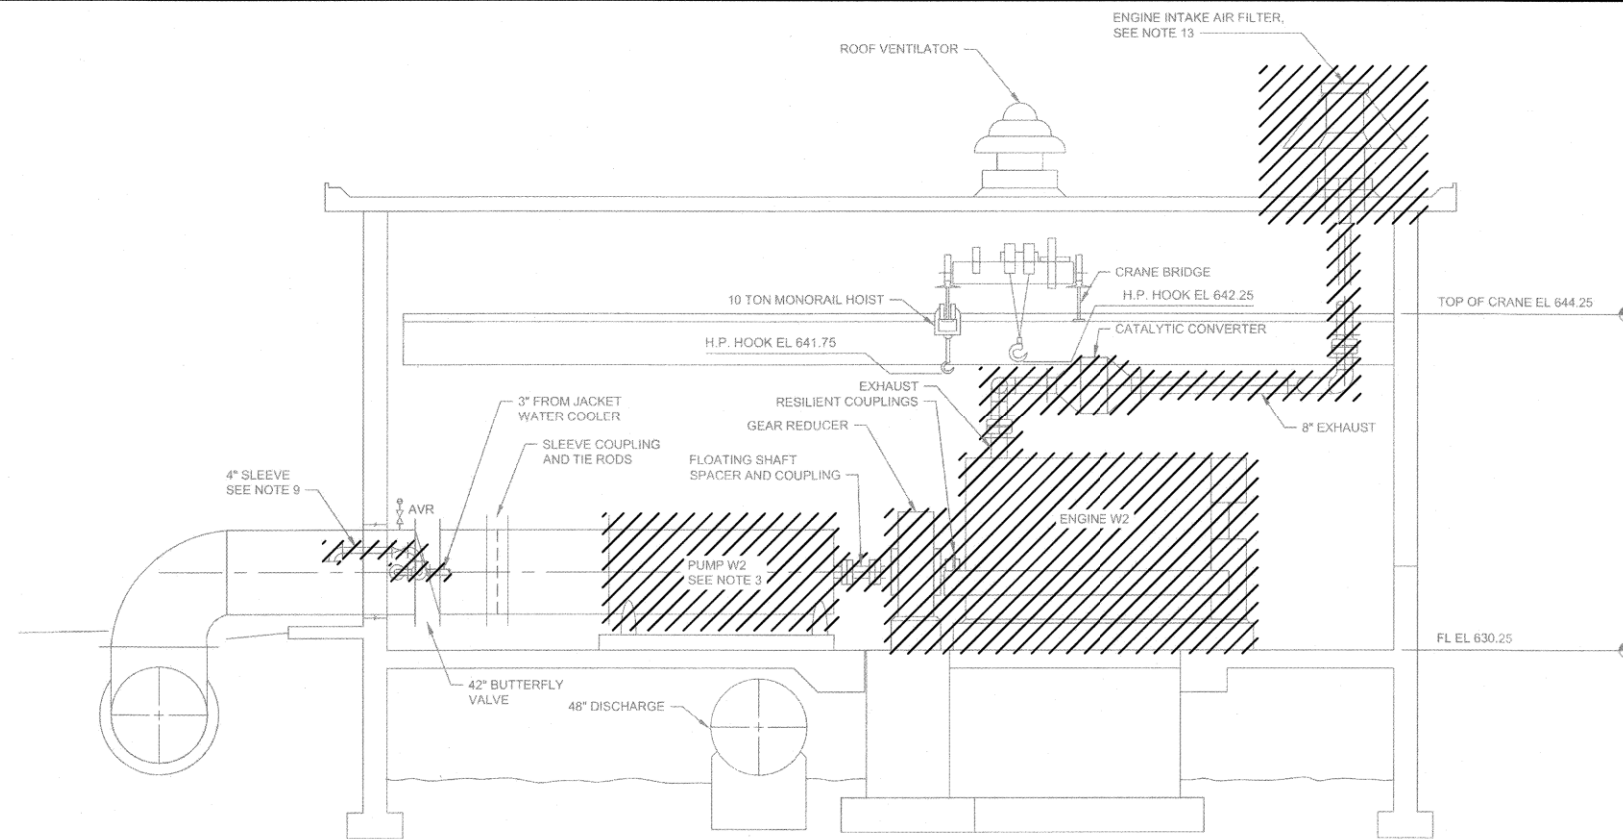 ENGINE INTAKE AIR FILTER,
SEE NOTE 13
ROOF VENTILATOR
CRANE BRIDGE
10 TON MONORAIL HOIST
H.P. HOOK EL 642.25
TOP OF CRANE EL 644.25
CATALYTIC CONVERTER
H.P. HOOK EL 641.75
EXHAUST
RESILIENT COUPLINGS
3" FROM JACKET
WATER COOLER
GEAR REDUCER
8" EXHAUST
SLEEVE COUPLING
AND TIE RODS
FLOATING SHAFT
SPACER AND COUPLING
4" SLEEVE
SEE NOTE 9
AVR
ENGINE W2
PUMP W2
SEE NOTE 3
FL EL 630.25
42" BUTTERFLY
VALVE
48" DISCHARGE